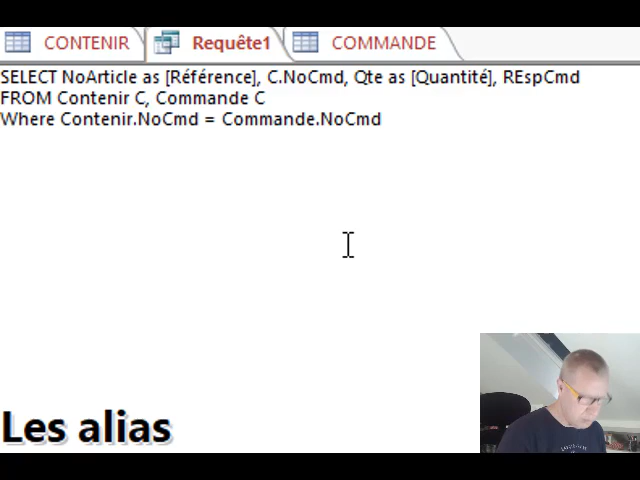 CONTENIR Requête1 COMMANDE
SELECT NoArticle as [Référence], C.NoCmd, Qte as [Quantité], REspCmd
FROM Contenir C, Commande C
Where Contenir.NoCmd = Commande.NoCmd
Les alias